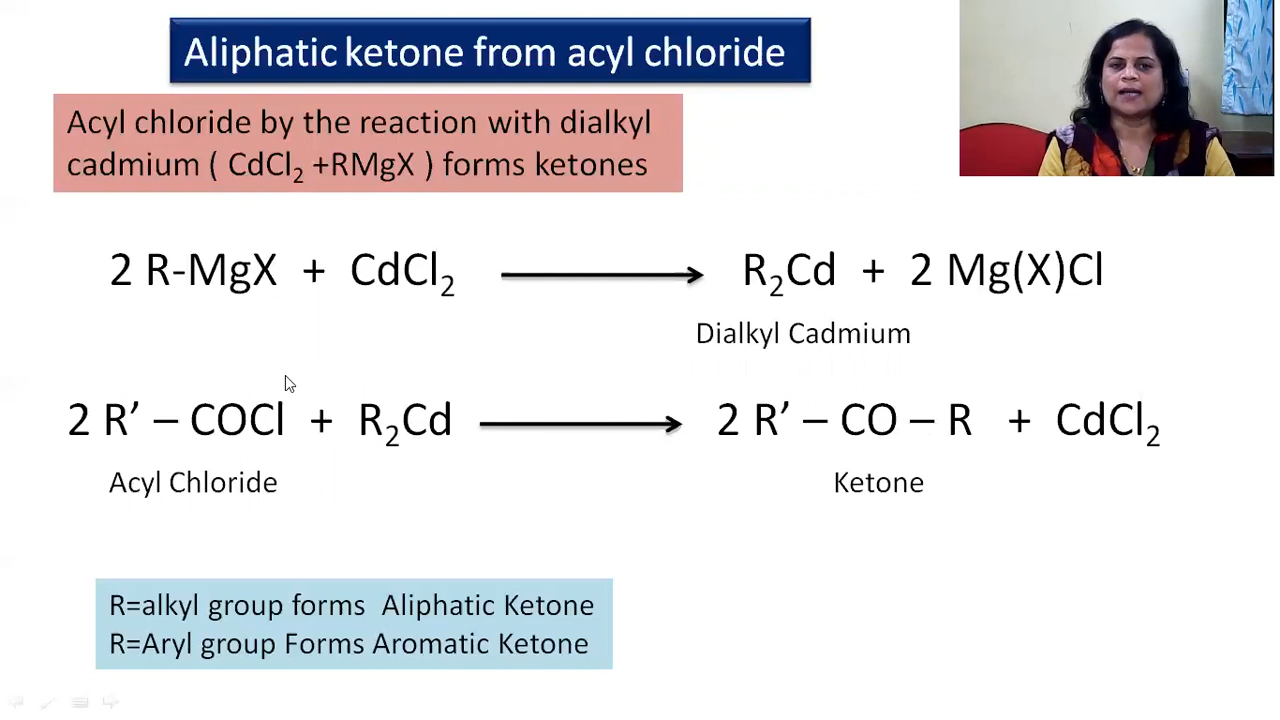 Aliphatic ketone from acyl chloride
Acyl chloride by the reaction with dialkyl
cadmium ( CdCl₂ +RMgX ) forms ketones
2 R-MgX + CdCl₂ ⟶ R₂Cd + 2 Mg(X)Cl
Dialkyl Cadmium
2 R’ – COCl + R₂Cd ⟶ 2 R’ – CO – R + CdCl₂
Acyl Chloride Ketone
R=alkyl group forms Aliphatic Ketone
R=Aryl group Forms Aromatic Ketone